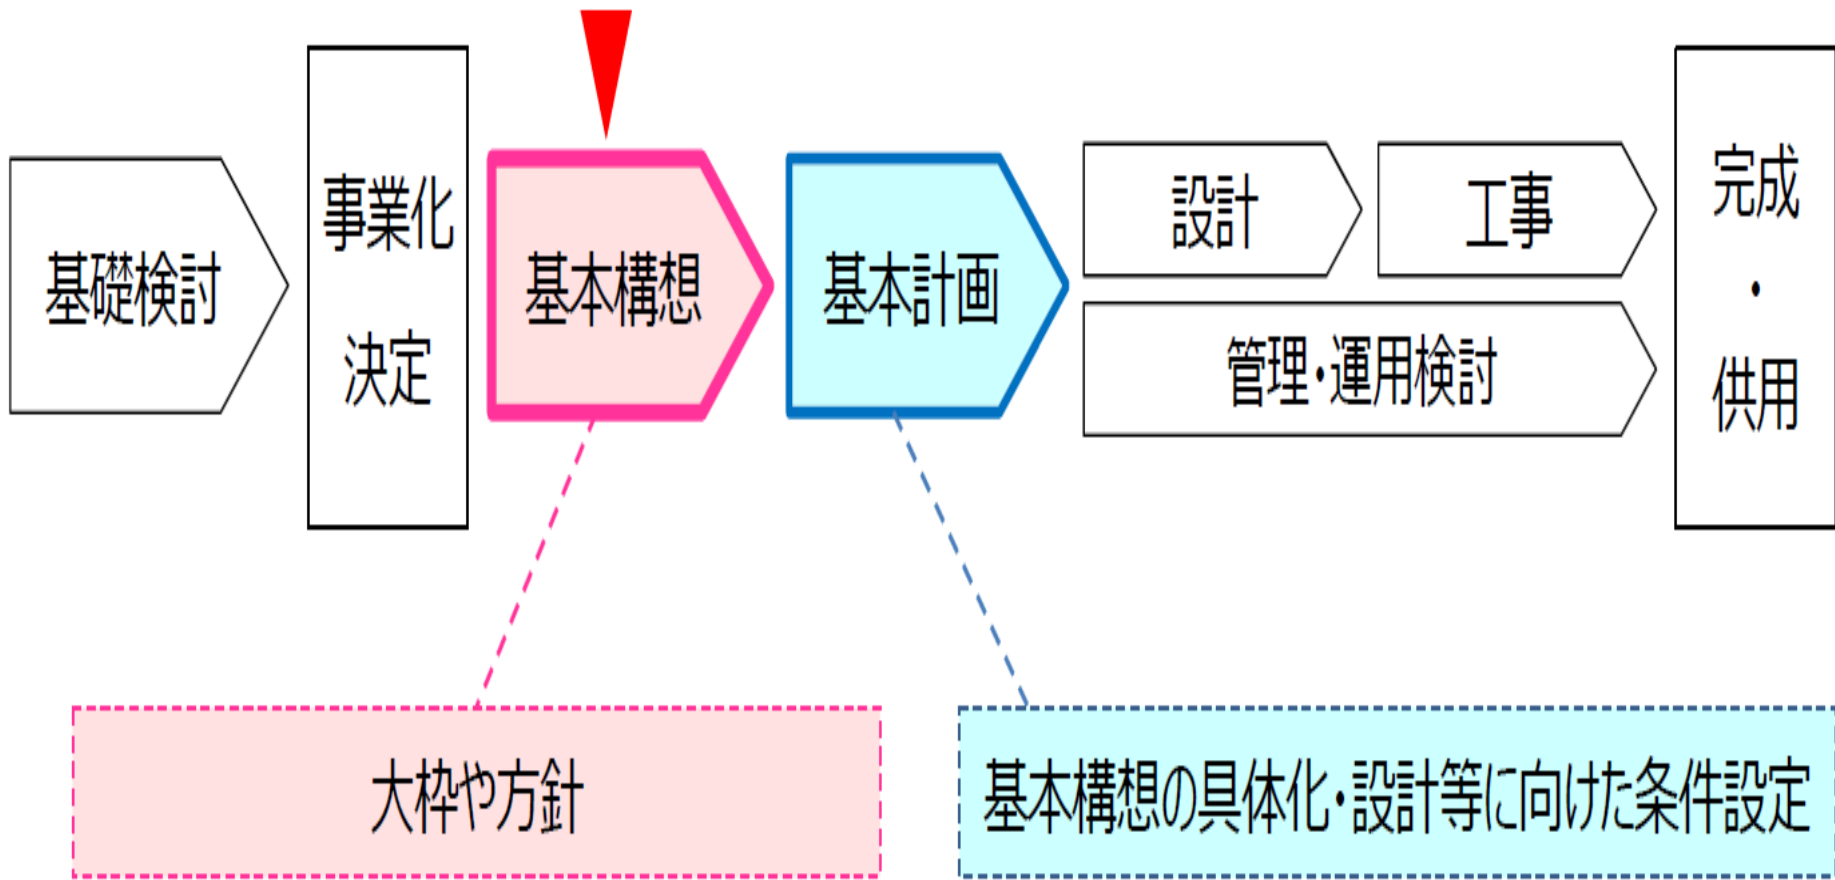 基礎検討
事業化
決定
基本構想
基本計画
設計
工事
管理・運用検討
完成
・
供用
大枠や方針
基本構想の具体化・設計等に向けた条件設定